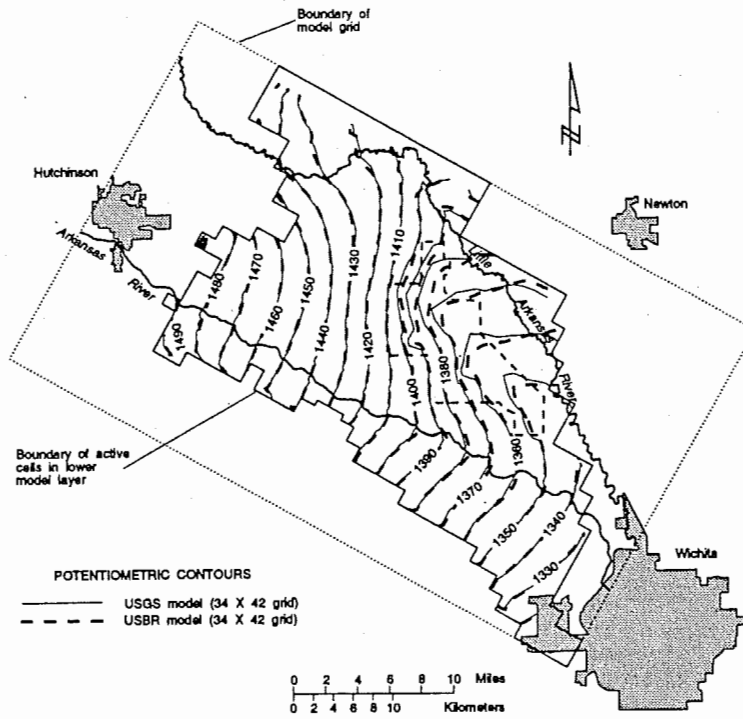 Boundary of
model grid
N
Hutchinson
Newton
Arkansas
River
Little
Arkansas
River
1490
1480
1470
1460
1450
1440
1430
1420
1410
1400
1380
1390
1370
1360
1350
1340
1330
Boundary of active
cells in lower
model layer
Wichita
POTENTIOMETRIC CONTOURS
USGS model (34 X 42 grid)
USBR model (34 X 42 grid)
0 2 4 6 8 10 Miles
0 2 4 6 8 10 Kilometers